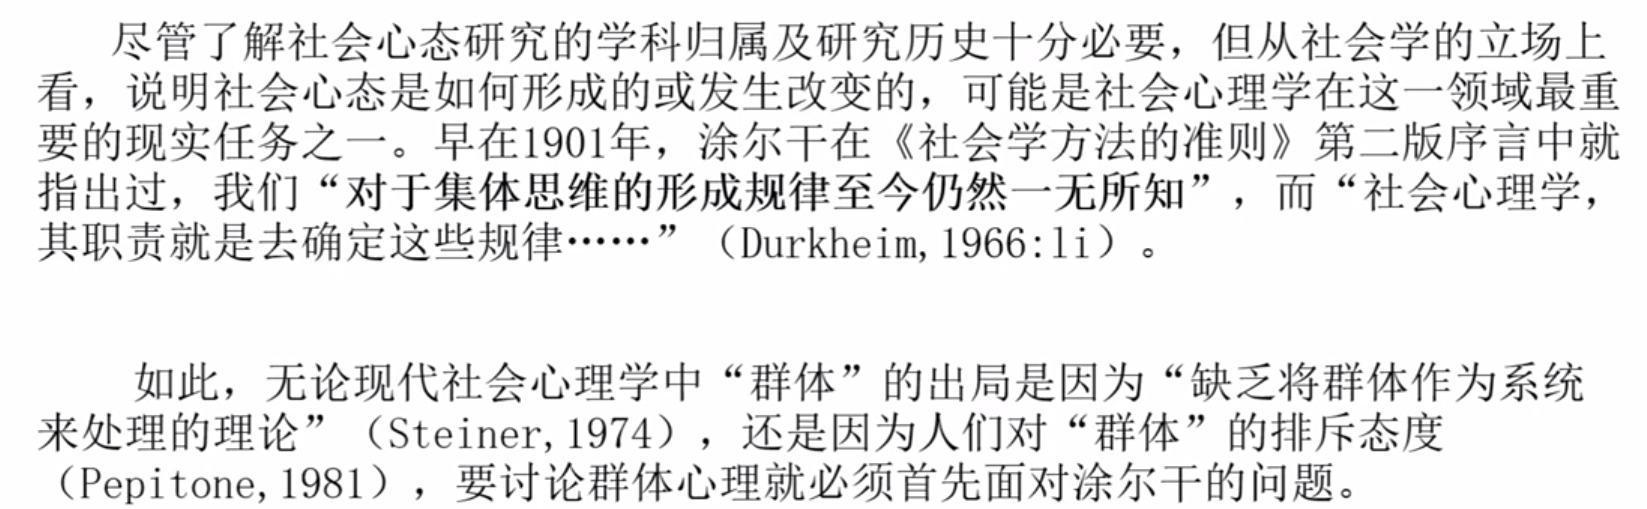 尽管了解社会心态研究的学科归属及研究历史十分必要，但从社会学的立场上
看，说明社会心态是如何形成的或发生改变的，可能是社会心理学在这一领域最重
要的现实任务之一。早在1901年，涂尔干在《社会学方法的准则》第二版序言中就
指出过，我们“对于集体思维的形成规律至今仍然一无所知”，而“社会心理学，
其职责就是去确定这些规律……”（Durkheim,1966:li）。
如此，无论现代社会心理学中“群体”的出局是因为“缺乏将群体作为系统
来处理的理论”（Steiner,1974），还是因为人们对“群体”的排斥态度
（Pepitone,1981），要讨论群体心理就必须首先面对涂尔干的问题。